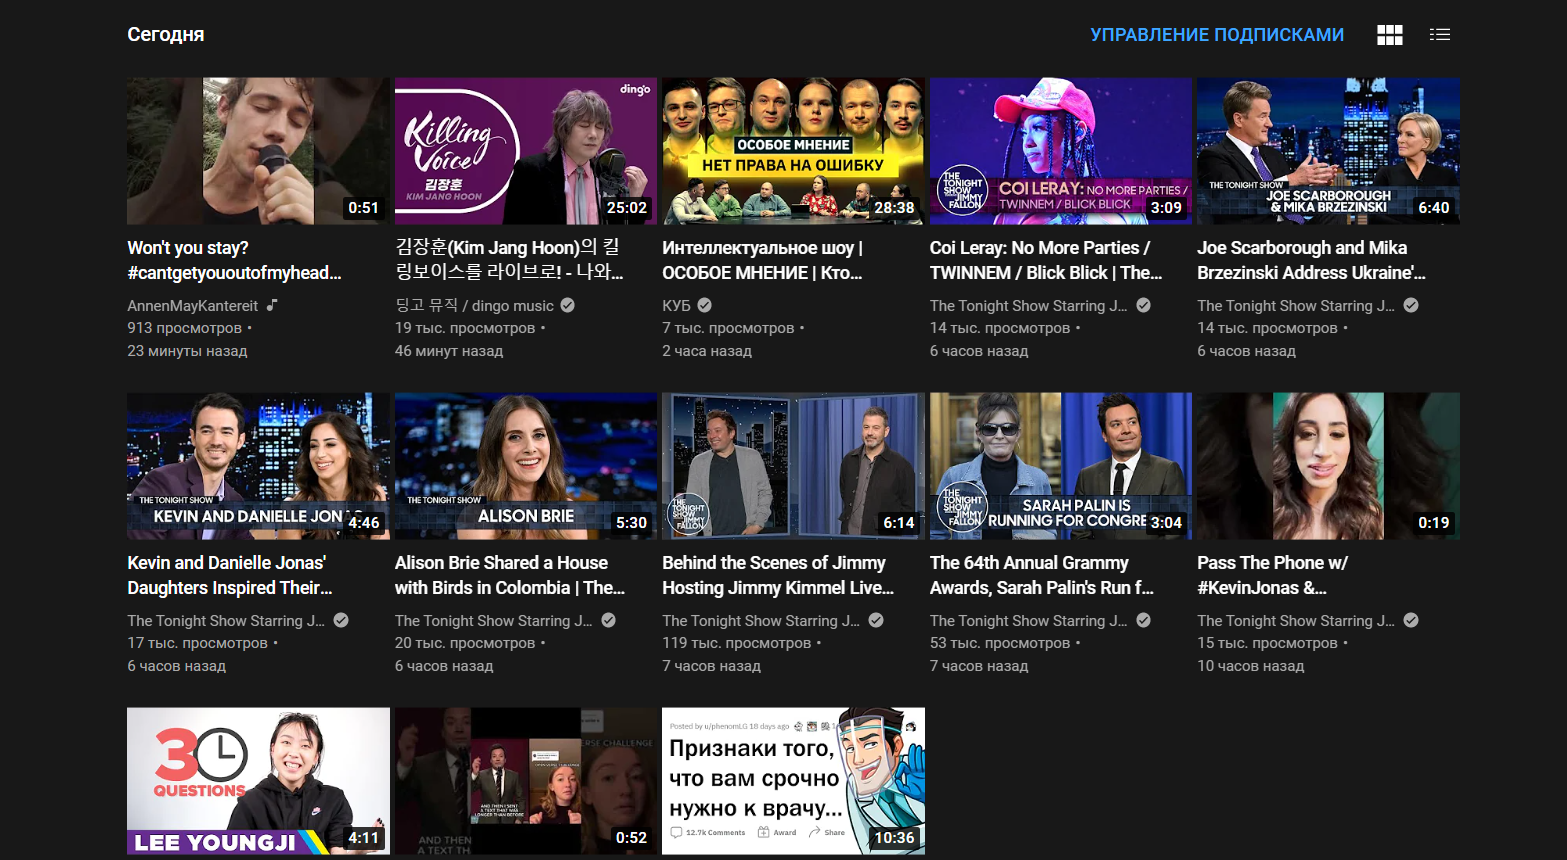 Сегодня
УПРАВЛЕНИЕ ПОДПИСКАМИ
0:51
Won't you stay?
#cantgetyououtofmyhead...
AnnenMayKantereit
913 просмотров •
23 минуты назад
dingo
Killing
Voice
김장훈
KIM JANG HOON
25:02
김장훈(Kim Jang Hoon)의 킬
링보이스를 라이브로! - 나와...
딩고 뮤직 / dingo music
19 тыс. просмотров •
46 минут назад
ОСОБОЕ МНЕНИЕ
НЕТ ПРАВА НА ОШИБКУ
28:38
Интеллектуальное шоу |
ОСОБОЕ МНЕНИЕ | Кто...
КУБ
7 тыс. просмотров •
2 часа назад
THE
TONIGHT
SHOW
JIMMY
FALLON
COI LERAY: NO MORE PARTIES /
TWINNEM / BLICK BLICK
3:09
Coi Leray: No More Parties /
TWINNEM / Blick Blick | The...
The Tonight Show Starring J...
14 тыс. просмотров •
6 часов назад
THE TONIGHT SHOW
JOE SCARBOROUGH
& MIKA BRZEZINSKI
6:40
Joe Scarborough and Mika
Brzezinski Address Ukraine'...
The Tonight Show Starring J...
14 тыс. просмотров •
6 часов назад
THE TONIGHT SHOW
KEVIN AND DANIELLE JONAS
4:46
Kevin and Danielle Jonas'
Daughters Inspired Their...
The Tonight Show Starring J...
17 тыс. просмотров •
6 часов назад
THE TONIGHT SHOW
ALISON BRIE
5:30
Alison Brie Shared a House
with Birds in Colombia | The...
The Tonight Show Starring J...
20 тыс. просмотров •
6 часов назад
THE
TONIGHT
SHOW
JIMMY
FALLON
6:14
Behind the Scenes of Jimmy
Hosting Jimmy Kimmel Live...
The Tonight Show Starring J...
119 тыс. просмотров •
7 часов назад
THE
TONIGHT
SHOW
JIMMY
FALLON
SARAH PALIN IS
RUNNING FOR CONGRE
3:04
The 64th Annual Grammy
Awards, Sarah Palin's Run f...
The Tonight Show Starring J...
53 тыс. просмотров •
7 часов назад
0:19
Pass The Phone w/
#KevinJonas &...
The Tonight Show Starring J...
15 тыс. просмотров •
10 часов назад
30
QUESTIONS
LEE YOUNGJI
4:11
ERSE CHALLENGE
AND THEN I SENT
A TEXT THAT WAS
LONGER THAN BEFORE
AND THEN
A TEXT TH
0:52
Posted by u/phenomLG 18 days ago
Признаки того,
что вам срочно
нужно к врачу...
12.7k Comments Award Share
10:36